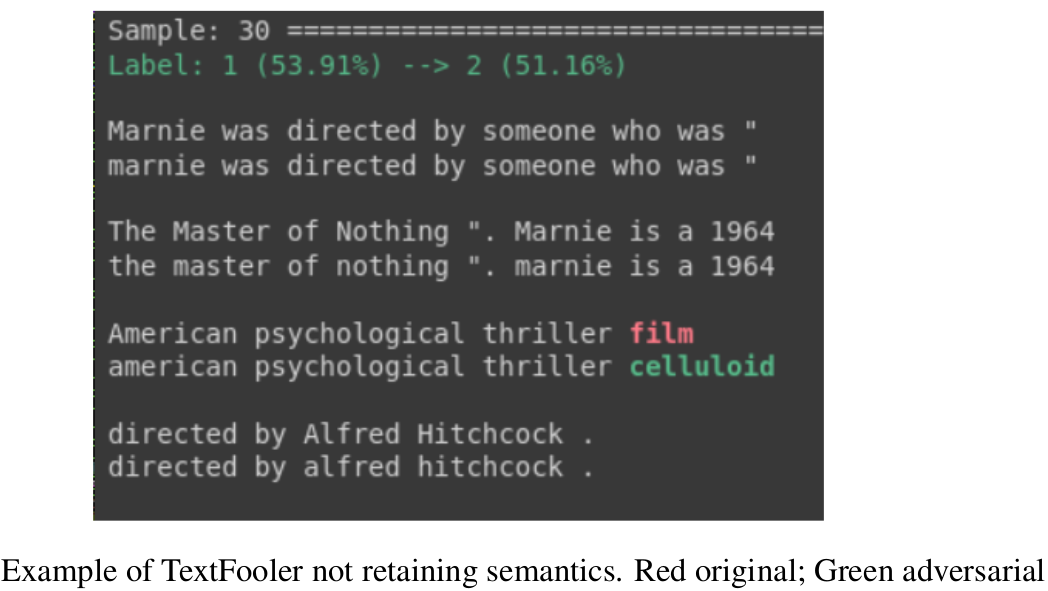 Sample: 30 =================================
Label: 1 (53.91%) --> 2 (51.16%)
Marnie was directed by someone who was "
marnie was directed by someone who was "
The Master of Nothing ". Marnie is a 1964
the master of nothing ". marnie is a 1964
American psychological thriller film
american psychological thriller celluloid
directed by Alfred Hitchcock .
directed by alfred hitchcock .
Example of TextFooler not retaining semantics. Red original; Green adversarial